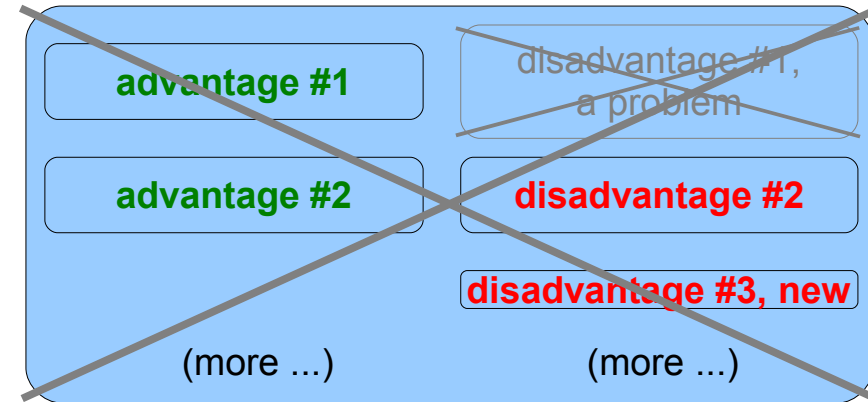 advantage #1
disadvantage #1,
a problem
advantage #2
disadvantage #2
disadvantage #3, new
(more ...)
(more ...)